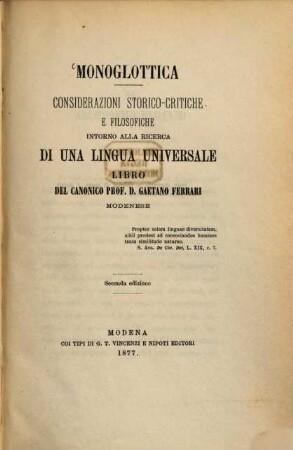 MONOGLOTTICA
CONSIDERAZIONI STORICO-CRITICHE
E FILOSOFICHE
INTORNO ALLA RICERCA
DI UNA LINGUA UNIVERSALE
LIBRO
DEL CANONICO PROF. D. GAETANO FERRARI
MODENESE
Propter solam linguae diversitatem,
nihil prodest ad consociandos homines
tanta similitudo naturae.
S. Aug. De Civ. Dei, L. XIX, c. 7.
Seconda edizione
MODENA
COI TIPI DI G. T. VINCENZI E NIPOTI EDITORI
1877.